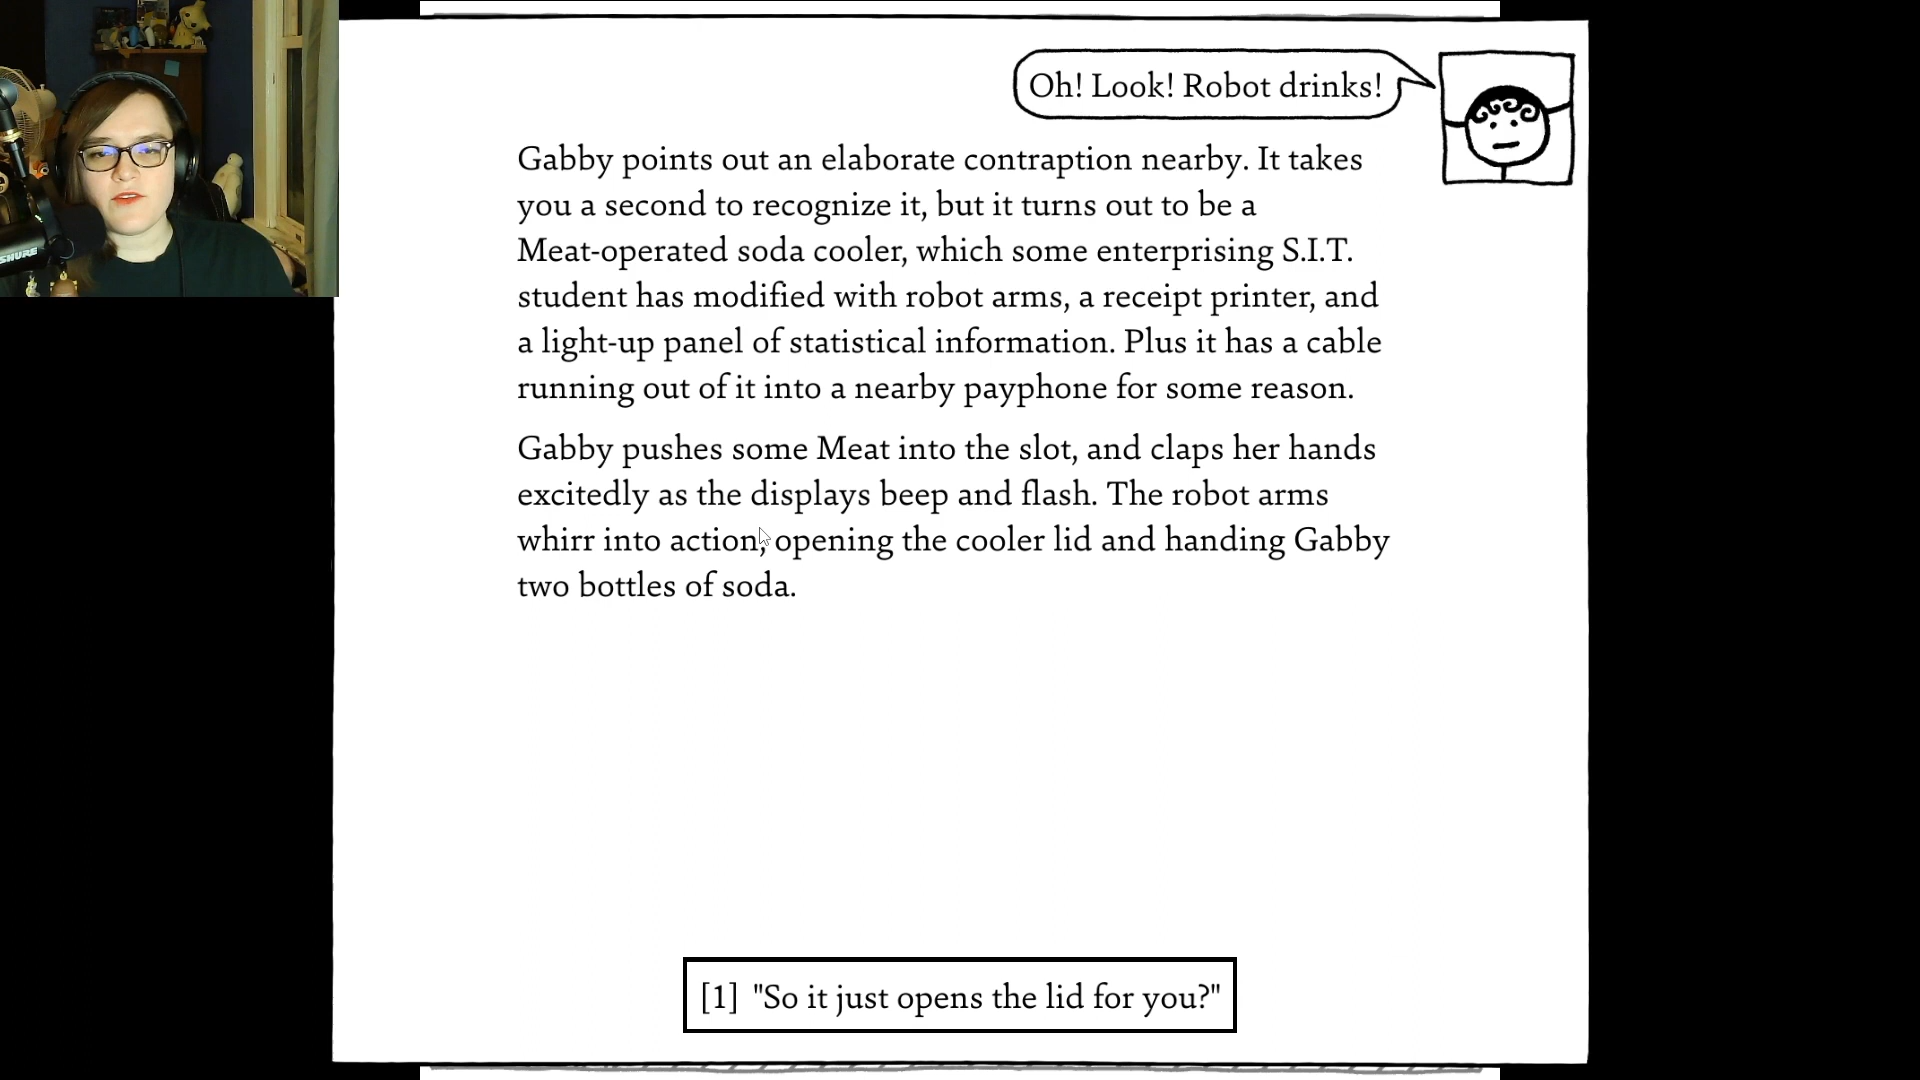 Oh! Look! Robot drinks!
Gabby points out an elaborate contraption nearby. It takes
you a second to recognize it, but it turns out to be a
Meat-operated soda cooler, which some enterprising S.I.T.
student has modified with robot arms, a receipt printer, and
a light-up panel of statistical information. Plus it has a cable
running out of it into a nearby payphone for some reason.
Gabby pushes some Meat into the slot, and claps her hands
excitedly as the displays beep and flash. The robot arms
whirr into action, opening the cooler lid and handing Gabby
two bottles of soda.
[1] "So it just opens the lid for you?"
SHURE